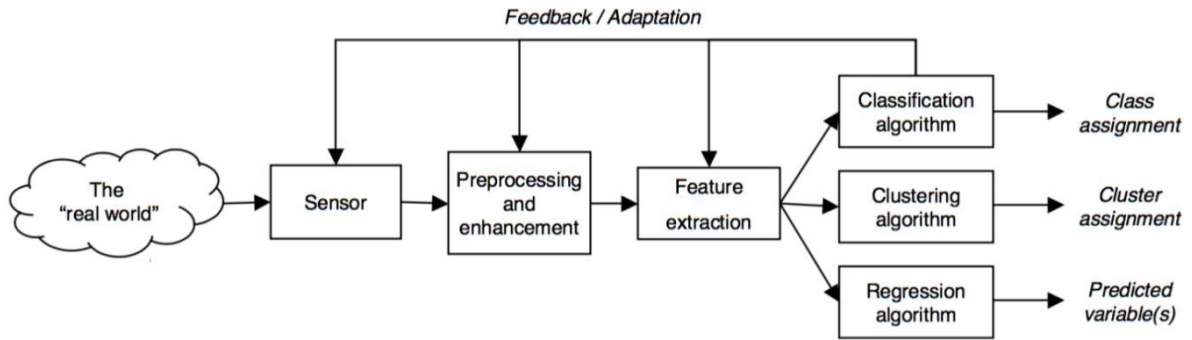 Feedback / Adaptation
The
“real world”
Sensor
Preprocessing
and
enhancement
Feature
extraction
Classification
algorithm
Class
assignment
Clustering
algorithm
Cluster
assignment
Regression
algorithm
Predicted
variable(s)